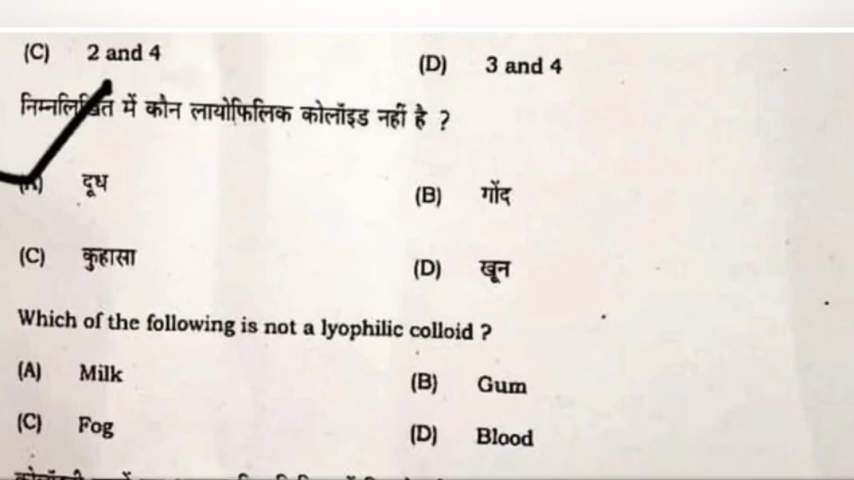 (C) 2 and 4 (D) 3 and 4
निम्नलिखित में कौन लायोफिलिक कोलॉइड नहीं है ?
(A) दूध (B) गोंद
(C) कुहासा (D) खून
Which of the following is not a lyophilic colloid ?
(A) Milk (B) Gum
(C) Fog (D) Blood